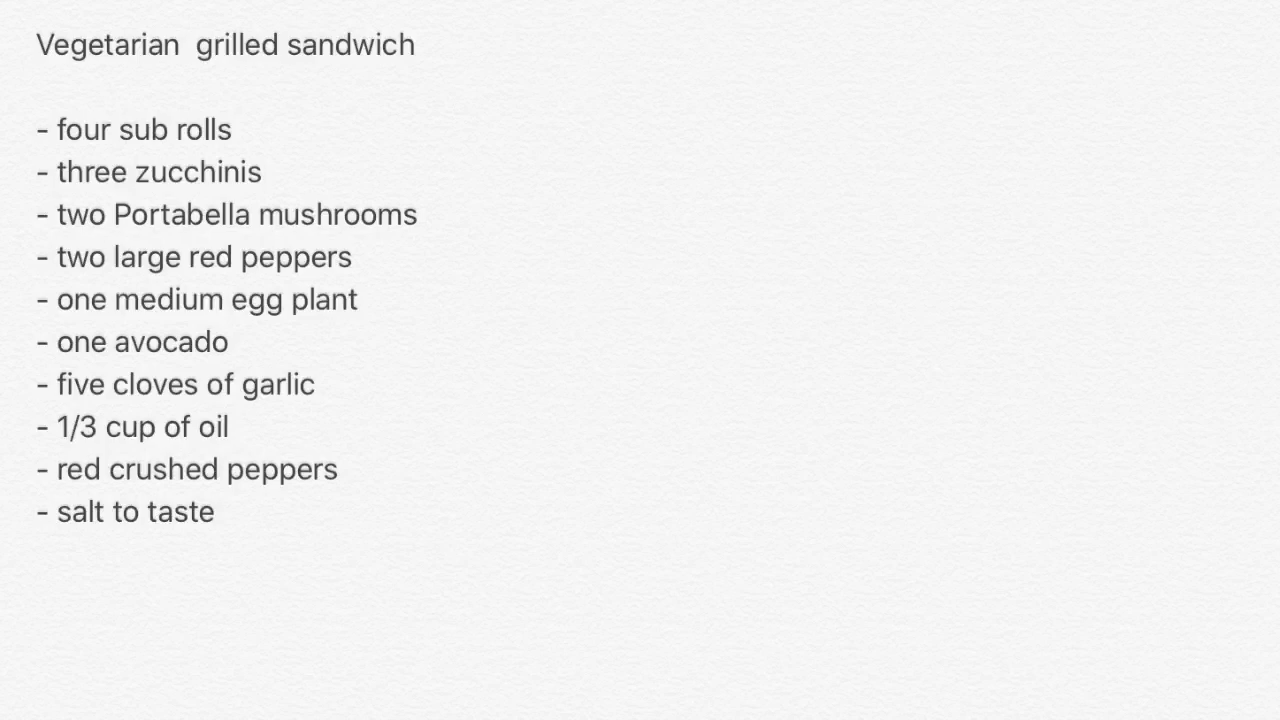 Vegetarian  grilled sandwich
- four sub rolls
- three zucchinis
- two Portabella mushrooms
- two large red peppers
- one medium egg plant
- one avocado
- five cloves of garlic
- 1/3 cup of oil
- red crushed peppers
- salt to taste